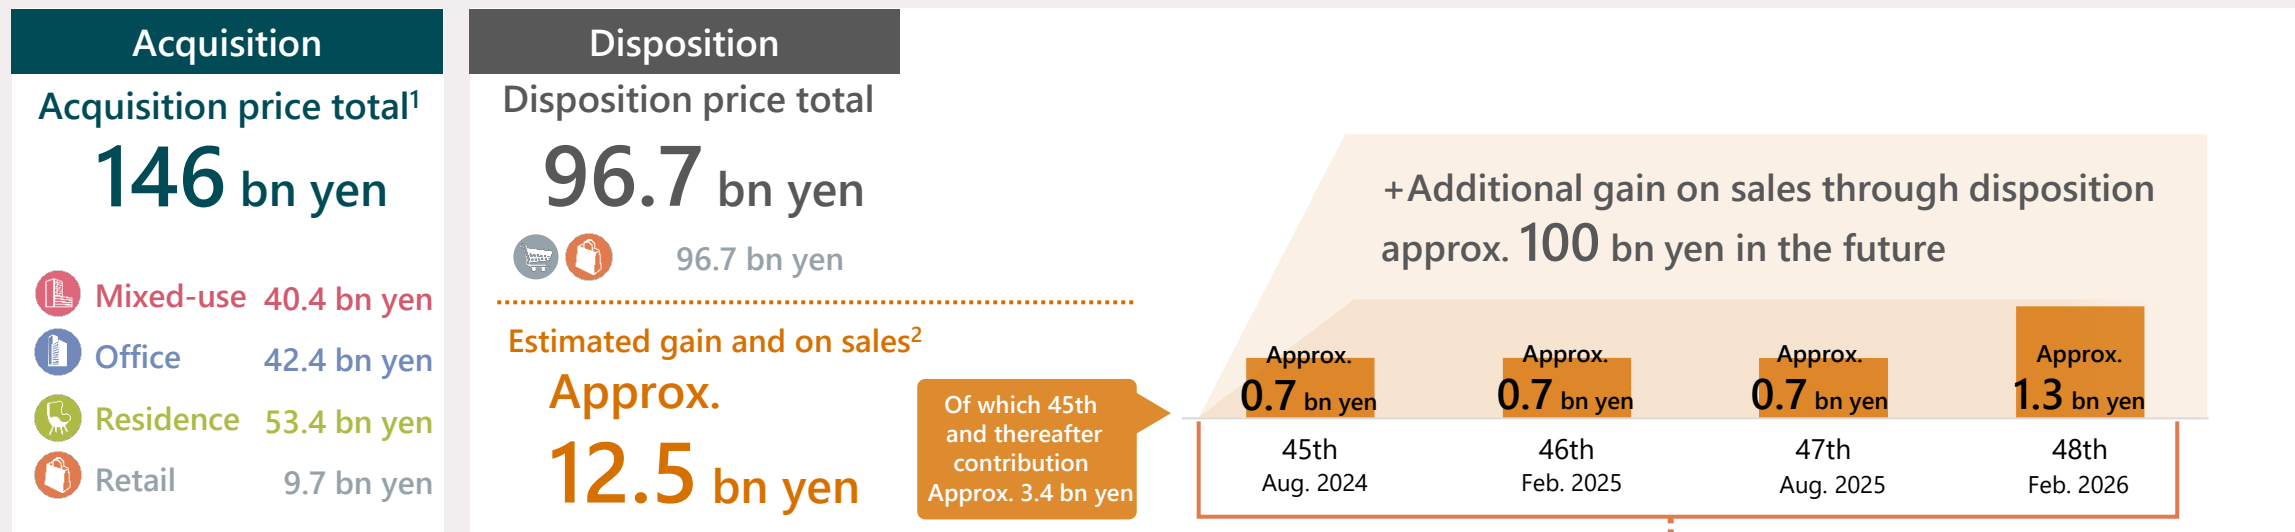 Acquisition
Acquisition price total1
146 bn yen
Mixed-use 40.4 bn yen
Office 42.4 bn yen
Residence 53.4 bn yen
Retail 9.7 bn yen
Disposition
Disposition price total
96.7 bn yen
96.7 bn yen
Estimated gain and on sales2
Approx.
12.5 bn yen
Of which 45th
and thereafter
contribution
Approx. 3.4 bn yen
+Additional gain on sales through disposition
approx. 100 bn yen in the future
Approx. Approx. Approx. Approx.
0.7 bn yen 0.7 bn yen 0.7 bn yen 1.3 bn yen
45th 46th 47th 48th
Aug. 2024 Feb. 2025 Aug. 2025 Feb. 2026